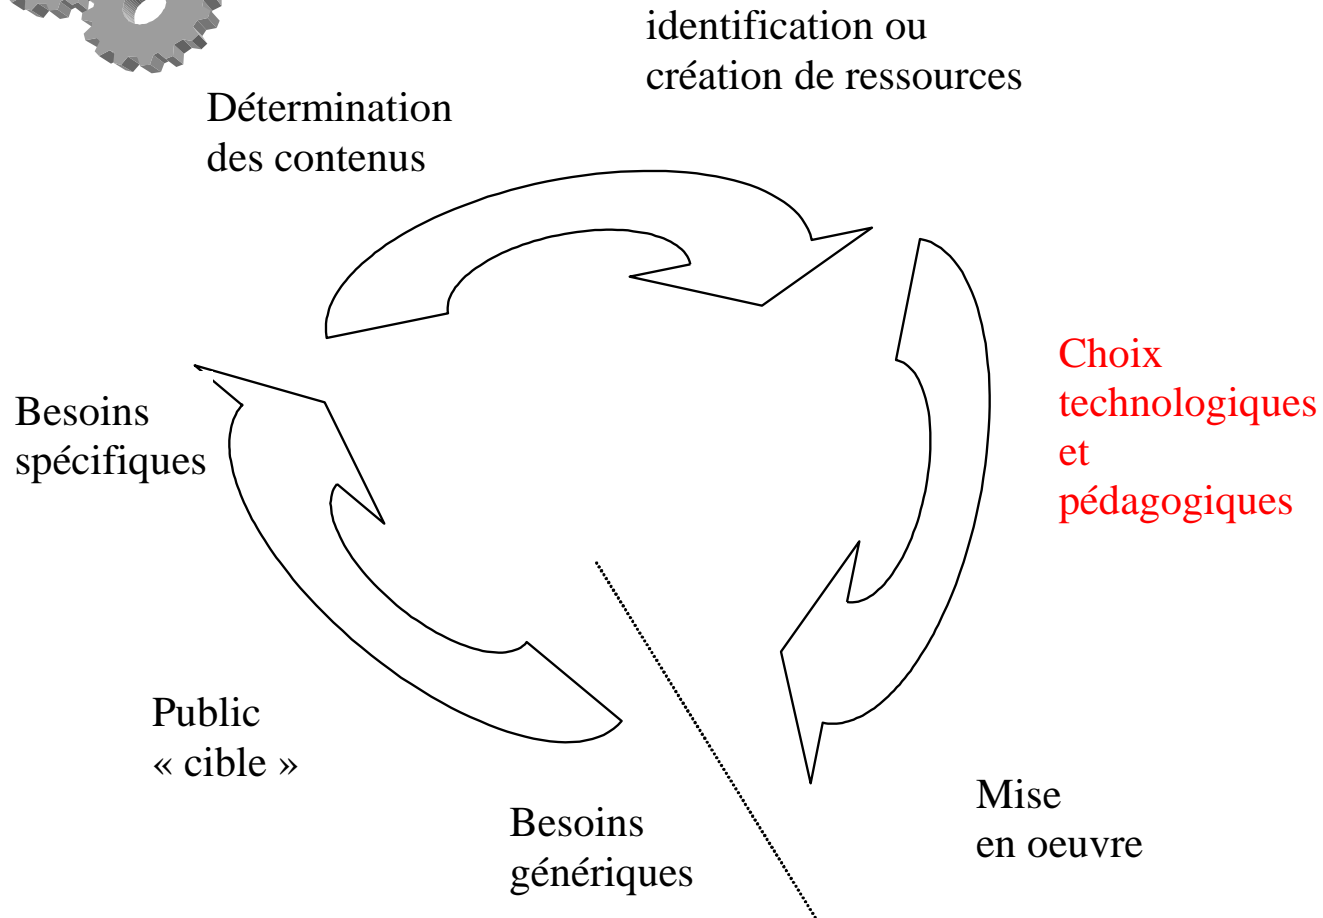 identification ou
création de ressources
Détermination
des contenus
Choix
technologiques
et
pédagogiques
Besoins
spécifiques
Public
« cible »
Besoins
génériques
Mise
en oeuvre